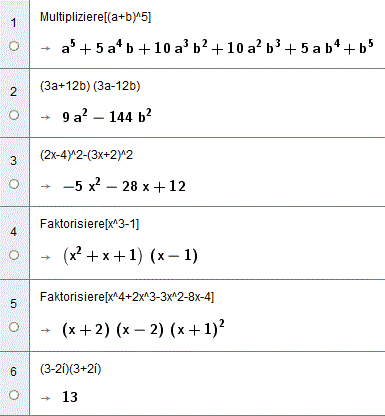 1 Multipliziere[(a+b)^5]
→ a⁵ + 5 a⁴ b + 10 a³ b² + 10 a² b³ + 5 a b⁴ + b⁵
2 (3a+12b) (3a-12b)
→ 9 a² − 144 b²
3 (2x-4)^2-(3x+2)^2
→ −5 x² − 28 x + 12
4 Faktorisiere[x^3-1]
→ (x² + x + 1) (x − 1)
5 Faktorisiere[x^4+2x^3-3x^2-8x-4]
→ (x + 2) (x − 2) (x + 1)²
6 (3-2í)(3+2í)
→ 13